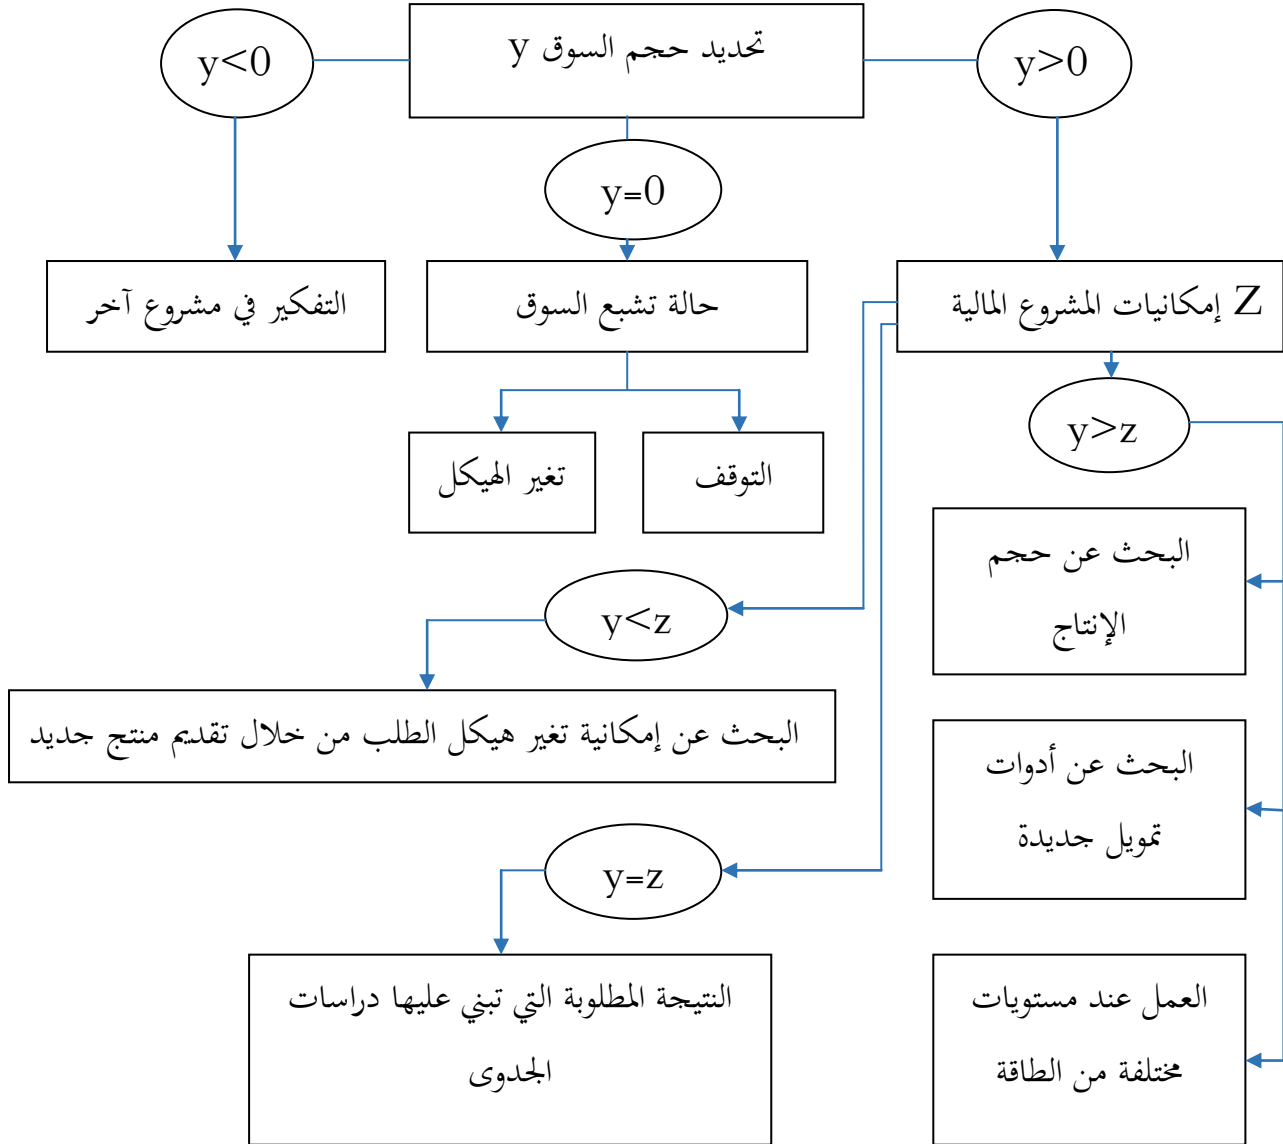 تحديد حجم السوق y
y>0
y<0
y=0
Z إمكانيات المشروع المالية
حالة تشبع السوق
التفكير في مشروع آخر
y>z
التوقف
تغير الهيكل
البحث عن حجم
الإنتاج
y<z
البحث عن إمكانية تغير هيكل الطلب من خلال تقديم منتج جديد
البحث عن أدوات
تمويل جديدة
y=z
العمل عند مستويات
مختلفة من الطاقة
النتيجة المطلوبة التي تبني عليها دراسات
الجدوى